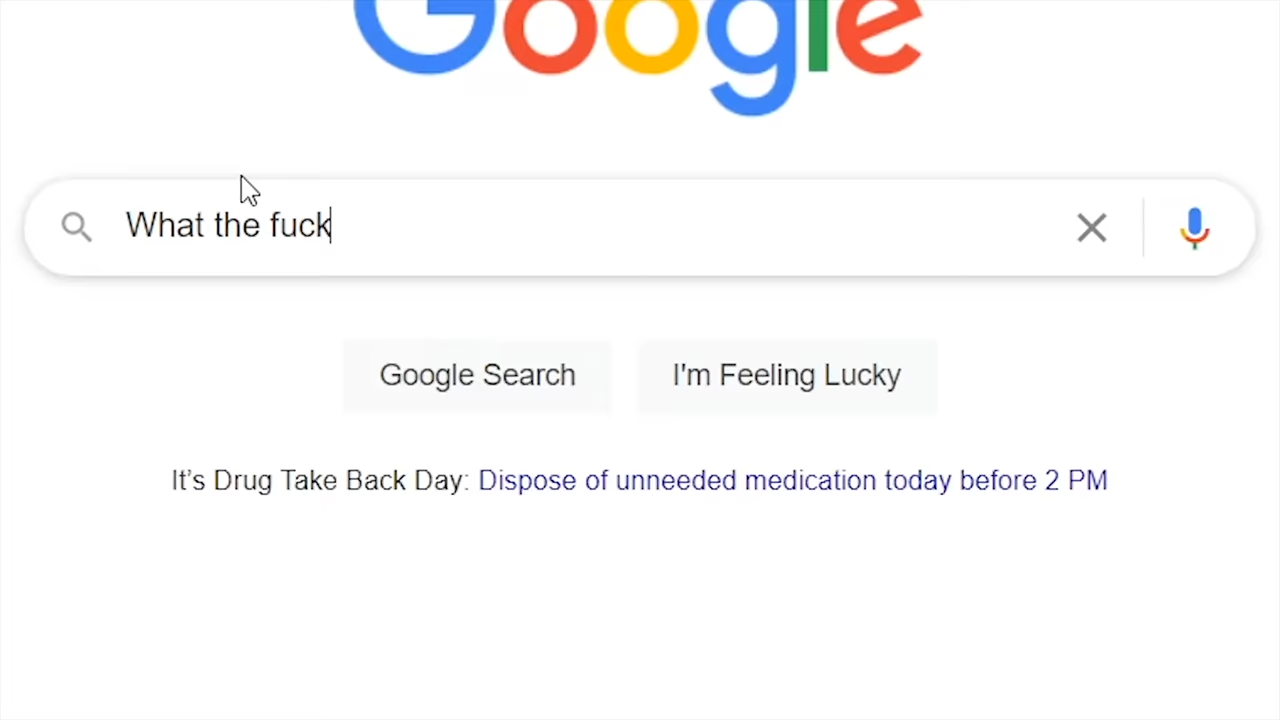 Google
What the fuck
Google Search
I'm Feeling Lucky
It's Drug Take Back Day: Dispose of unneeded medication today before 2 PM